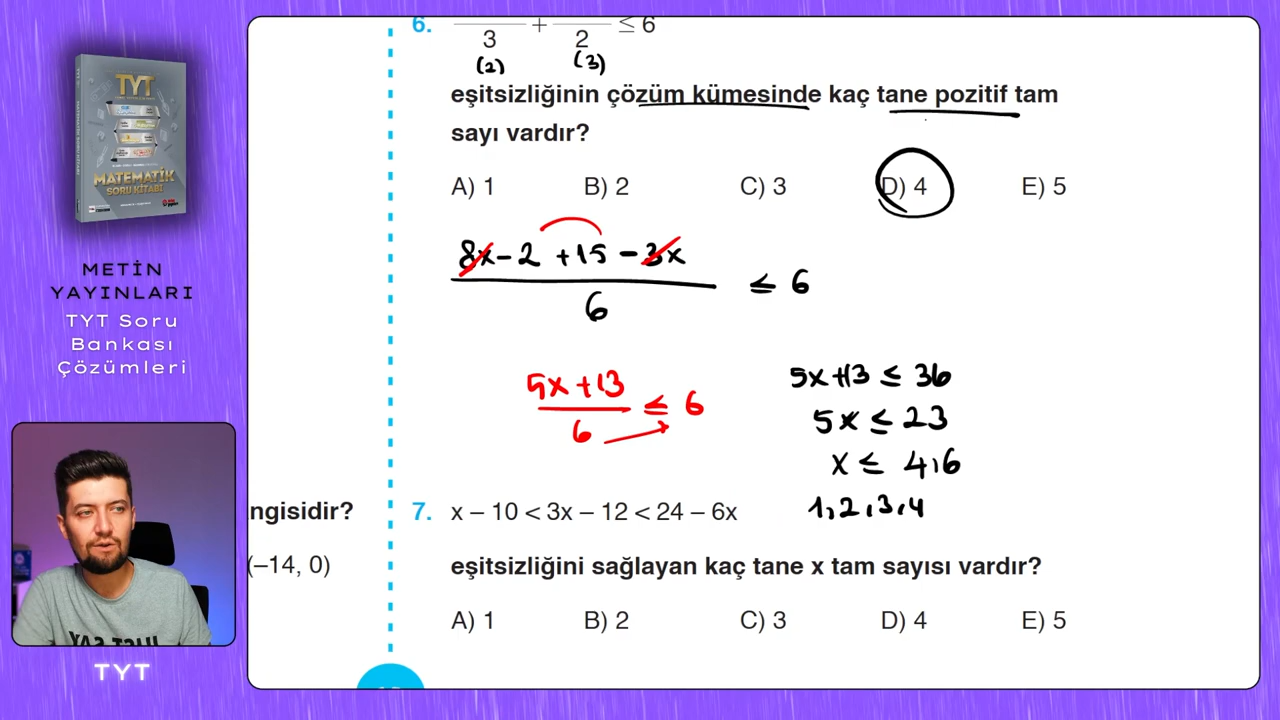 TYT
MATEMATİK
SORU KİTABI
METİN
YAYINLARI
TYT Soru
Bankası
Çözümleri
TYT
ngisidir?
(–14, 0)
6.
3 + 2 ≤ 6
(2) (3)
eşitsizliğinin çözüm kümesinde kaç tane pozitif tam
sayı vardır?
A) 1 B) 2 C) 3 D) 4 E) 5
8x - 2 + 15 - 3x
6 ≤ 6
5x + 13
6 ≤ 6
5x + 13 ≤ 36
5x ≤ 23
x ≤ 4,6
1, 2, 3, 4
7. x – 10 < 3x – 12 < 24 – 6x
eşitsizliğini sağlayan kaç tane x tam sayısı vardır?
A) 1 B) 2 C) 3 D) 4 E) 5